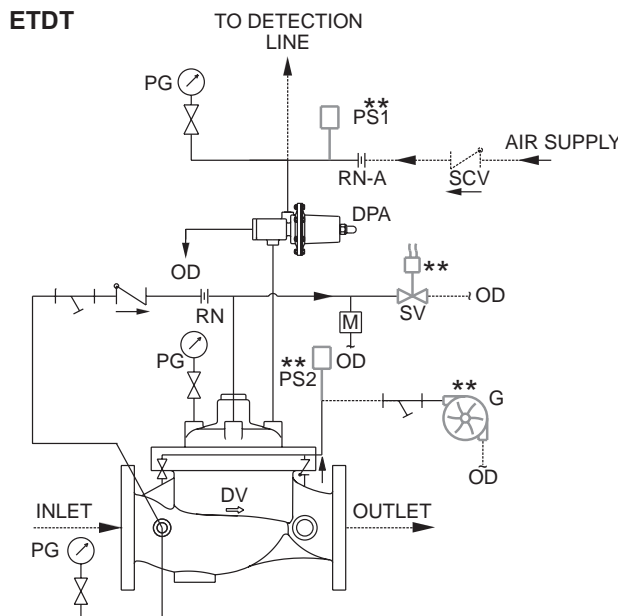 ETDT
TO DETECTION
LINE
PG
**
PS1
AIR SUPPLY
RN-A
SCV
DPA
OD
**
RN
SV
OD
M
OD
PG
**
PS2
**
G
OD
DV
INLET
OUTLET
PG